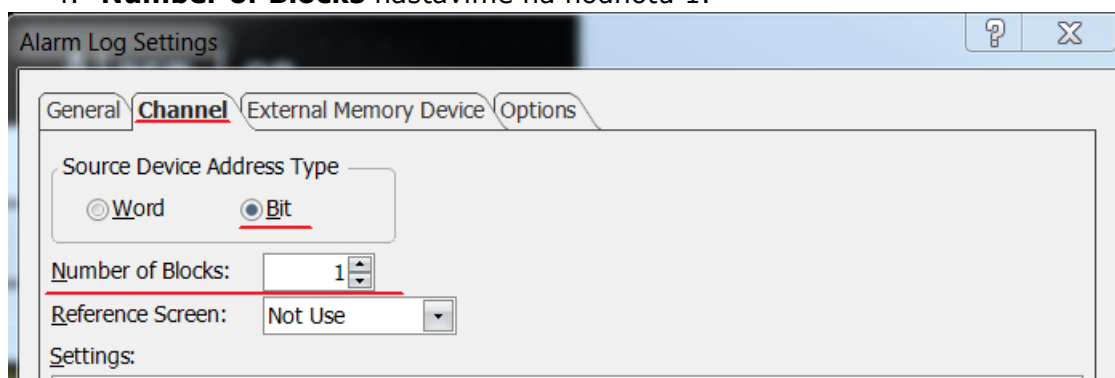 Number of Blocks nastavíme na hodnotu 1.
Alarm Log Settings
General Channel External Memory Device Options
Source Device Address Type
Word Bit
Number of Blocks: 1
Reference Screen: Not Use
Settings: